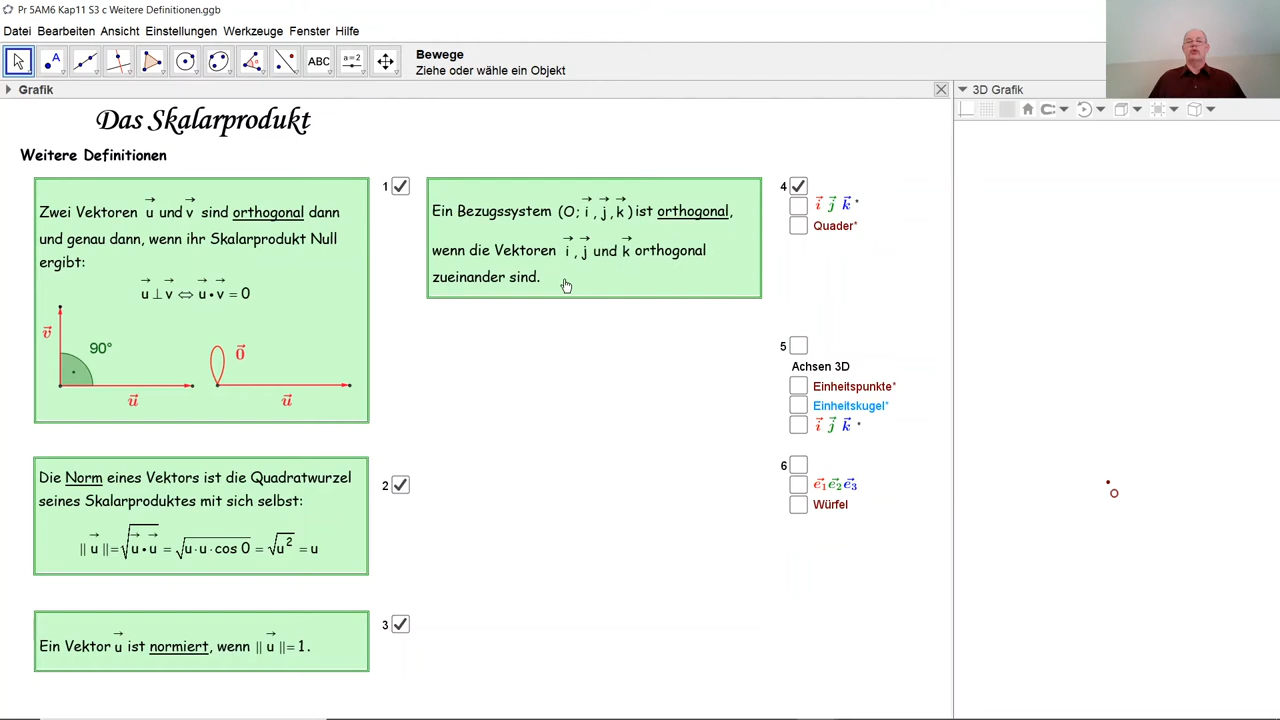 Pr 5AM6 Kap11 S3 c Weitere Definitionen.ggb
Datei Bearbeiten Ansicht Einstellungen Werkzeuge Fenster Hilfe
A
ABC
a=2
Bewege
Ziehe oder wähle ein Objekt
Grafik
3D Grafik
Das Skalarprodukt
Weitere Definitionen
Zwei Vektoren u und v sind orthogonal dann
und genau dann, wenn ihr Skalarprodukt Null
ergibt:
u ⊥ v ⇔ u • v = 0
v
90°
u
0
u
1
Die Norm eines Vektors ist die Quadratwurzel
seines Skalarproduktes mit sich selbst:
|| u || = √u • u = √u · u · cos 0 = √u² = u
2
Ein Vektor u ist normiert, wenn || u || = 1.
3
Ein Bezugssystem (O; i, j, k) ist orthogonal,
wenn die Vektoren i, j und k orthogonal
zueinander sind.
4
i j k *
Quader*
5
Achsen 3D
Einheitspunkte*
Einheitskugel*
i j k *
6
e₁ e₂ e₃
Würfel
O